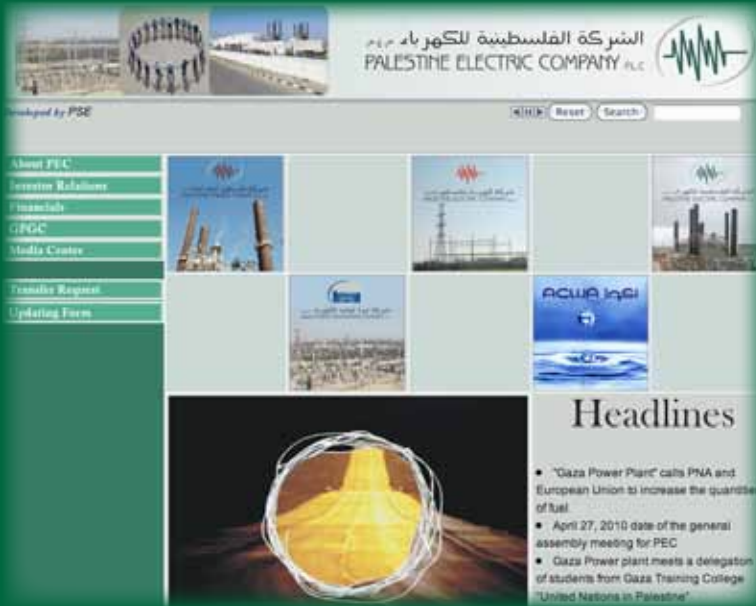 الشركة الفلسطينية للكهرباء م.ع.م
PALESTINE ELECTRIC COMPANY PLC
Developed by PSE
Reset
Search
About PEC
Investor Relations
Financials
GPGC
Media Center
Transfer Request
Updating Form
ACWA اكوا
Headlines
• "Gaza Power Plant" calls PNA and
European Union to increase the quantitie
of fuel
• April 27, 2010 date of the general
assembly meeting for PEC
• Gaza Power plant meets a delegation
of students from Gaza Training College
"United Nations in Palestine"